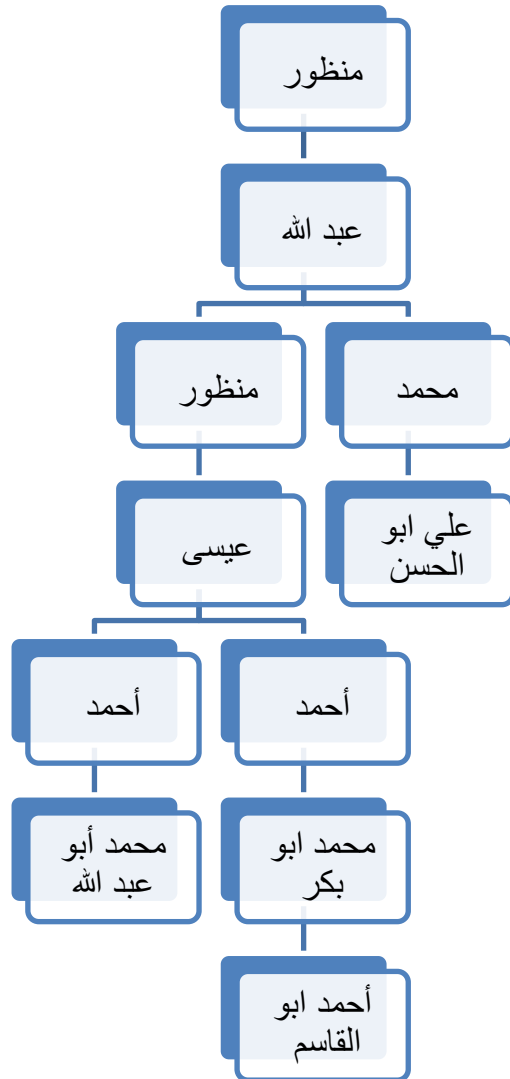 منظور
عبد الله
محمد
منظور
علي ابو
الحسن
عيسى
أحمد
أحمد
محمد ابو
بكر
محمد أبو
عبد الله
أحمد ابو
القاسم